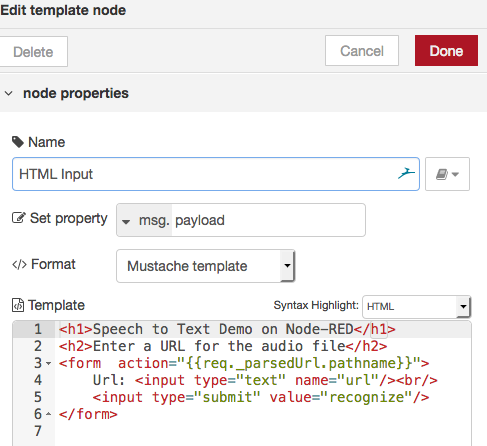 Edit template node
Delete Cancel Done
node properties
Name
HTML Input
Set property msg. payload
</> Format Mustache template
Template Syntax Highlight: HTML
1 <h1>Speech to Text Demo on Node-RED</h1>
2 <h2>Enter a URL for the audio file</h2>
3 <form  action="{{req._parsedUrl.pathname}}">
4     Url: <input type="text" name="url"/><br/>
5     <input type="submit" value="recognize"/>
6 </form>
7